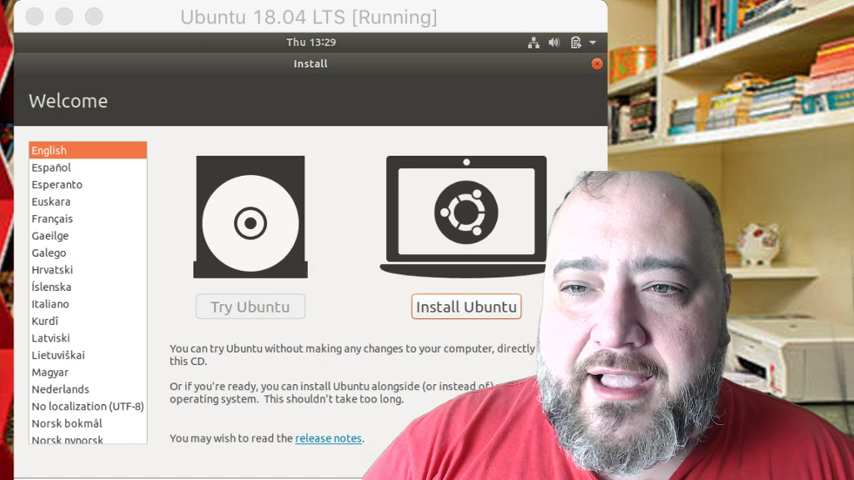 Ubuntu 18.04 LTS [Running]
Thu 13:29
Install
Welcome
English
Español
Esperanto
Euskara
Français
Gaeilge
Galego
Hrvatski
Íslenska
Italiano
Kurdî
Latviski
Lietuviškai
Magyar
Nederlands
No localization (UTF-8)
Norsk bokmål
Norsk nynorsk
Try Ubuntu
Install Ubuntu
You can try Ubuntu without making any changes to your computer, directly
this CD.
Or if you're ready, you can install Ubuntu alongside (or instead of)
operating system. This shouldn't take too long.
You may wish to read the release notes.